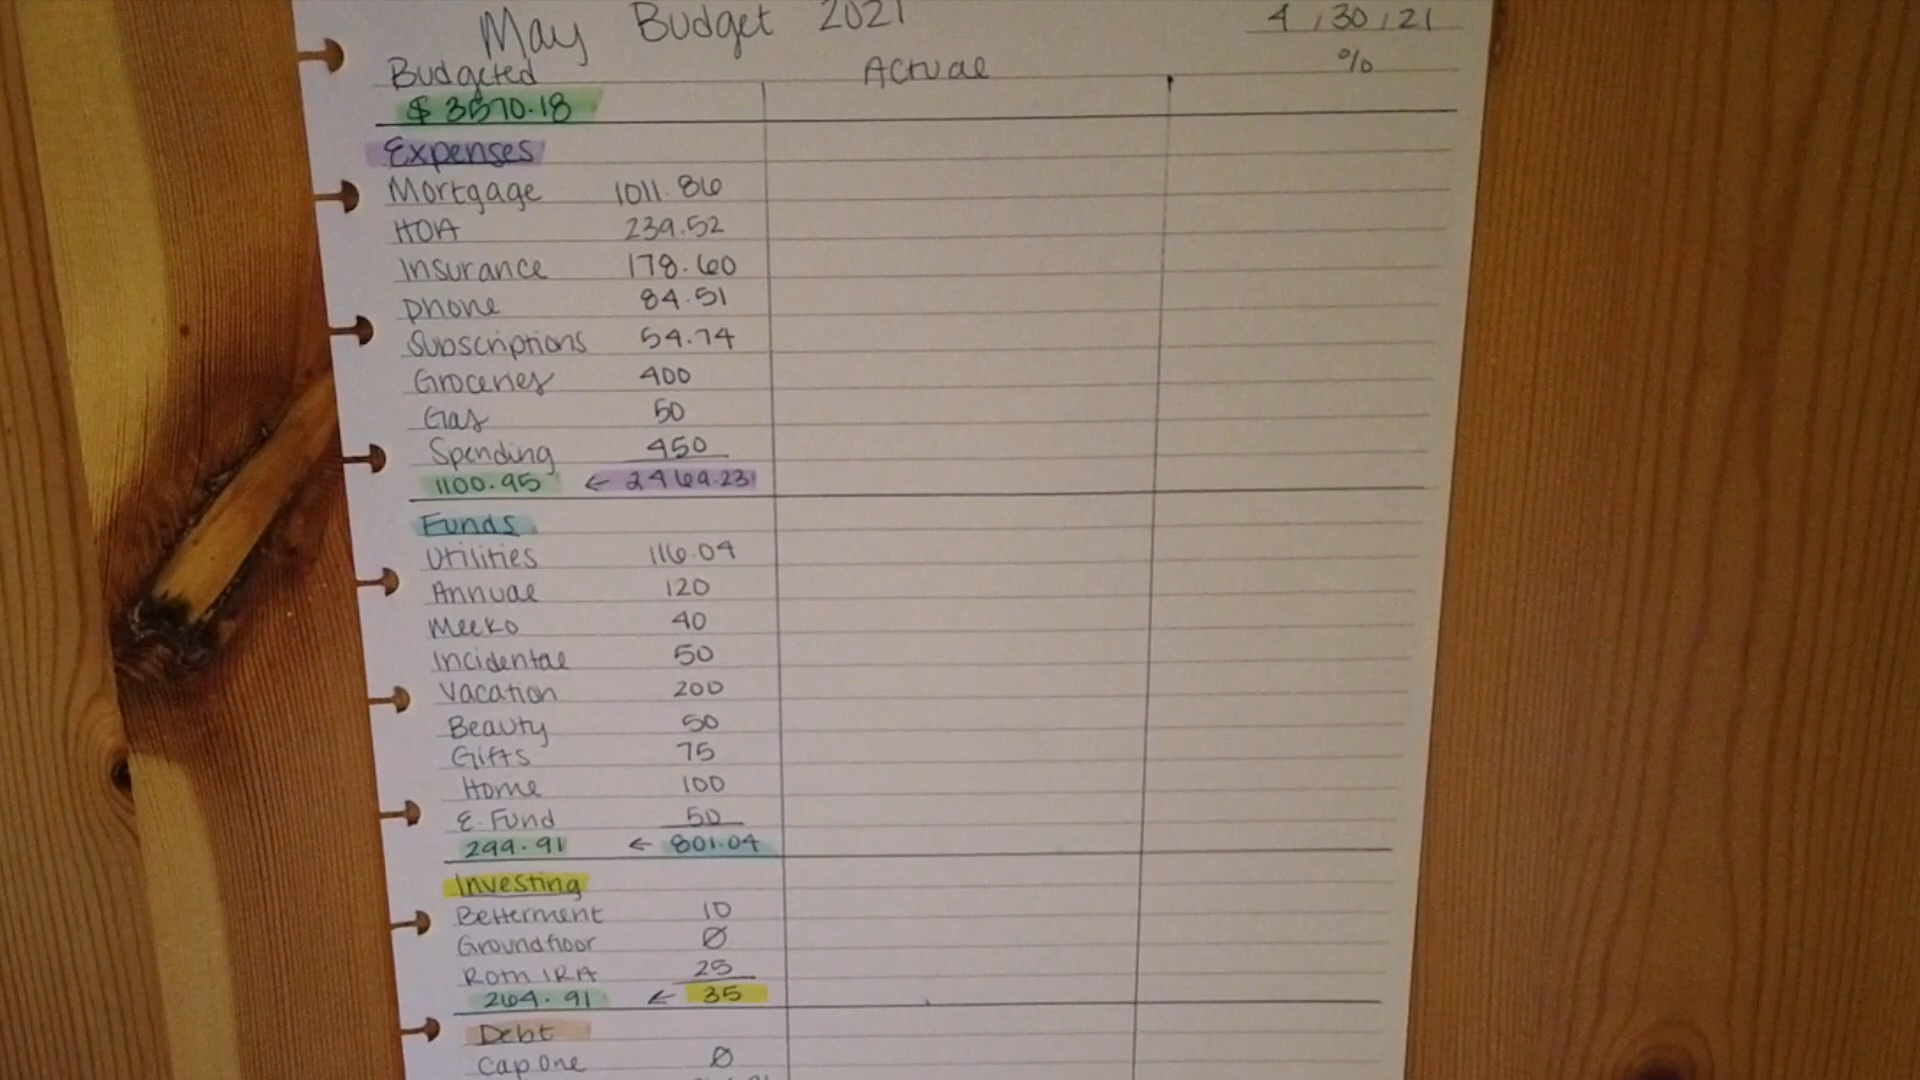 May Budget 2021 4/30/21
Budgeted Actual %
$ 3570.18
Expenses
Mortgage 1011.86
HOA 239.52
Insurance 178.60
Phone 84.51
Subscriptions 54.74
Groceries 400
Gas 50
Spending 450
1100.95 ← 2469.23
Funds
Utilities 116.04
Annual 120
Meeko 40
Incidental 50
Vacation 200
Beauty 50
Gifts 75
Home 100
E. Fund 50
299.91 ← 801.04
Investing
Betterment 10
Groundfloor Ø
Roth IRA 25
264.91 ← 35
Debt
Cap One Ø